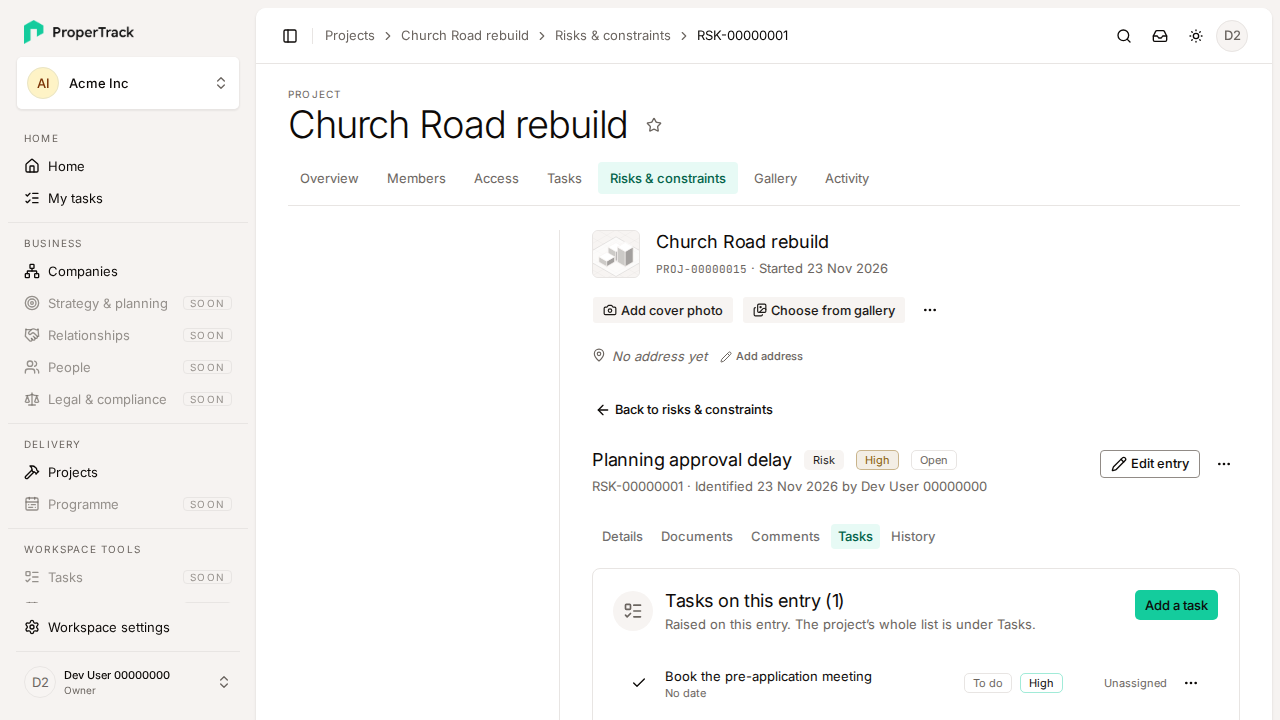 ProperTrack
Projects
Church Road rebuild
Risks & constraints
RSK-00000001
D2
AI
Acme Inc
HOME
Home
My tasks
BUSINESS
Companies
Strategy & planning SOON
Relationships SOON
People SOON
Legal & compliance SOON
DELIVERY
Projects
Programme SOON
WORKSPACE TOOLS
Tasks SOON
Workspace settings
D2
Dev User 00000000
Owner
PROJECT
Church Road rebuild
Overview Members Access Tasks Risks & constraints Gallery Activity
Church Road rebuild
PROJ-00000015 · Started 23 Nov 2026
Add cover photo Choose from gallery
No address yet Add address
Back to risks & constraints
Planning approval delay Risk High Open Edit entry
RSK-00000001 · Identified 23 Nov 2026 by Dev User 00000000
Details Documents Comments Tasks History
Tasks on this entry (1)
Raised on this entry. The project’s whole list is under Tasks.
Add a task
Book the pre-application meeting
No date
To do High Unassigned